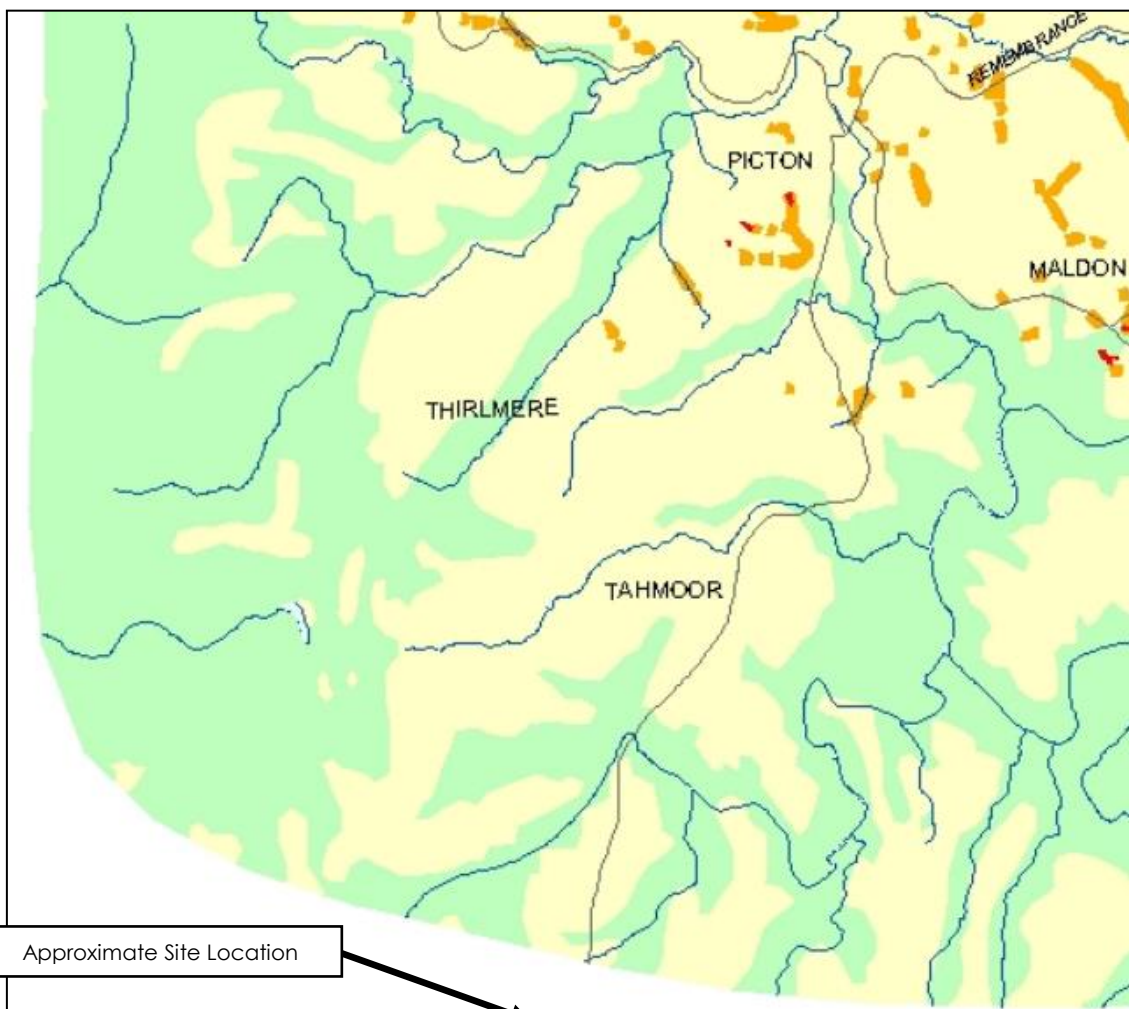 REMEMBRANCE
PICTON
MALDON
THIRLMERE
TAHMOOR
Approximate Site Location